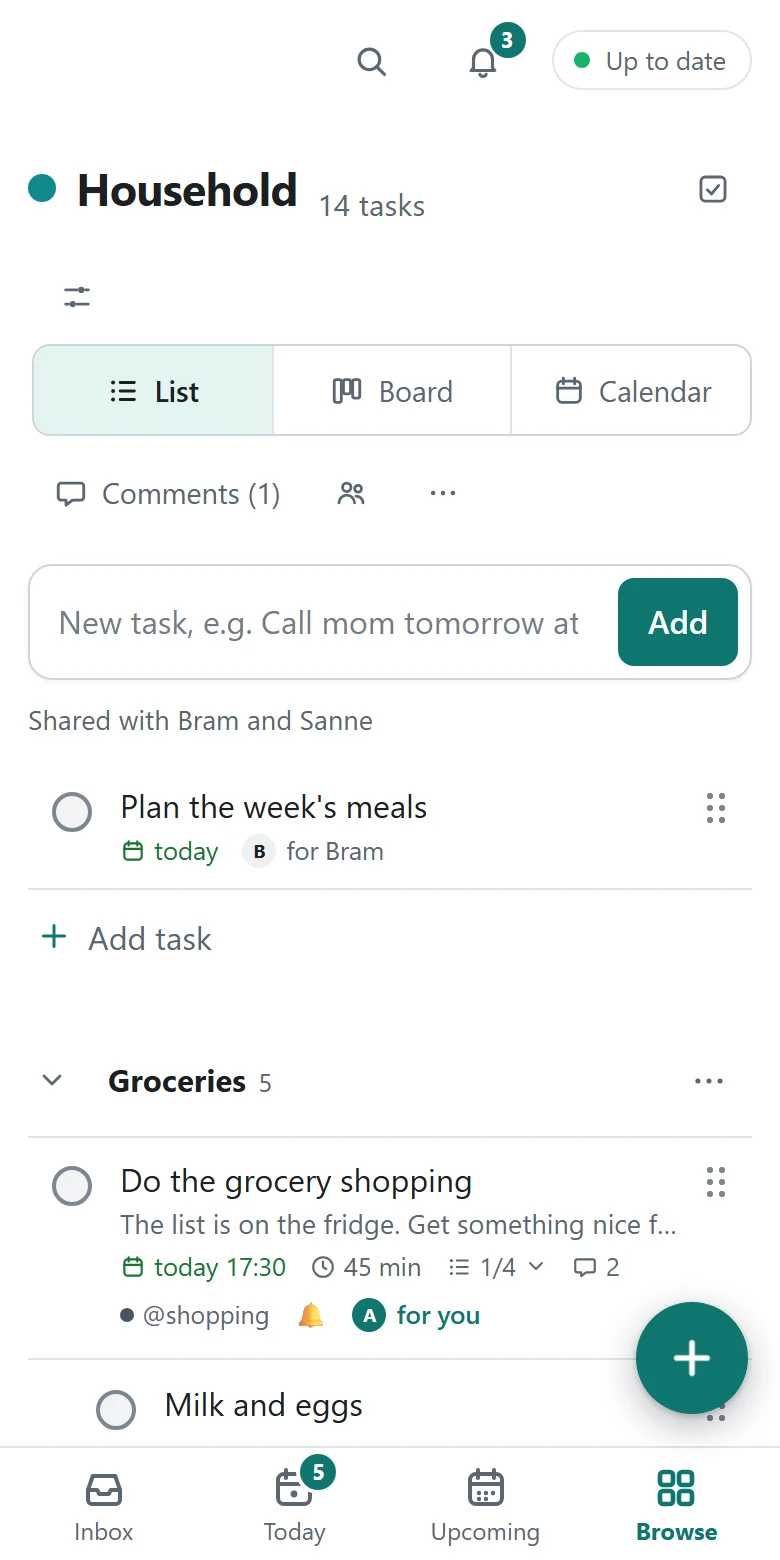 3
Up to date
Household 14 tasks
List Board Calendar
Comments (1)
New task, e.g. Call mom tomorrow at
Add
Shared with Bram and Sanne
Plan the week's meals
today B for Bram
Add task
Groceries 5
Do the grocery shopping
The list is on the fridge. Get something nice f...
today 17:30 45 min 1/4 2
@shopping A for you
Milk and eggs
5
Inbox Today Upcoming Browse